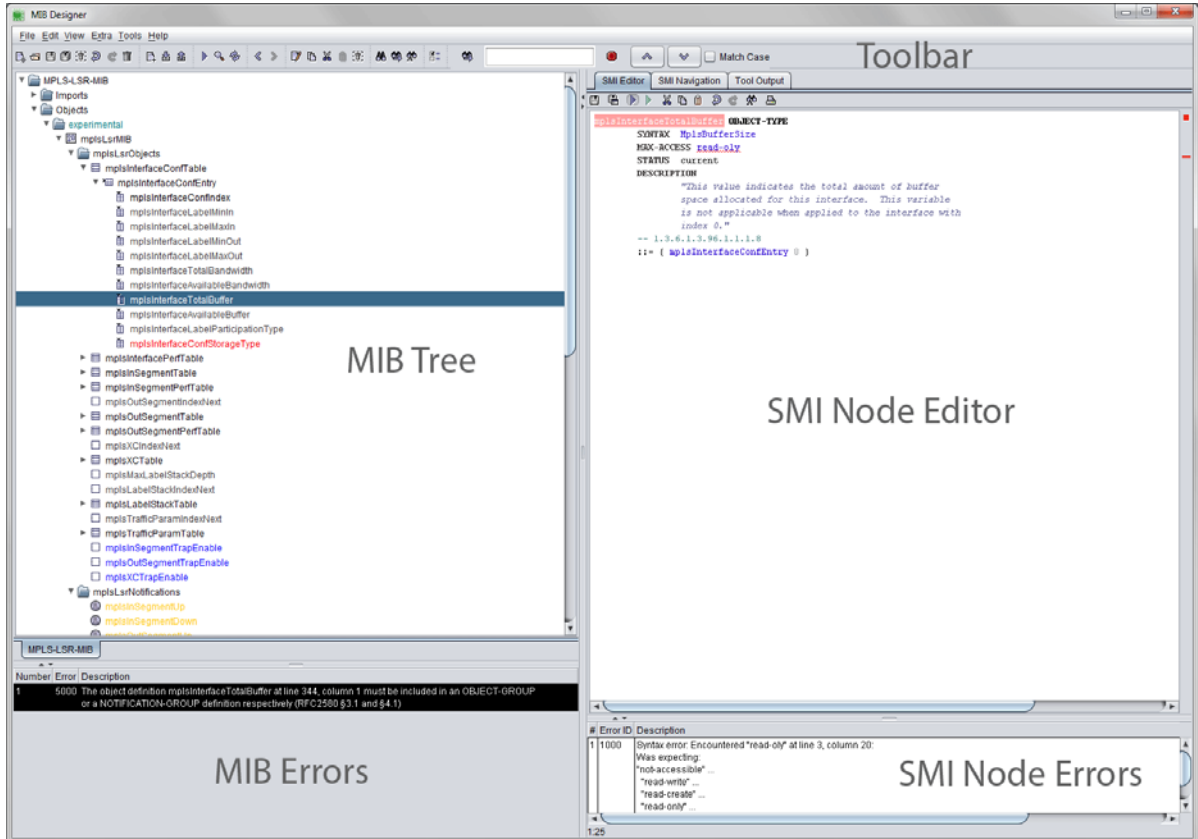 MIB Designer
File Edit View Extra Tools Help
Match Case
Toolbar
MPLS-LSR-MIB
Imports
Objects
experimental
mplsLsrMIB
mplsLsrObjects
mplsInterfaceConfTable
mplsInterfaceConfEntry
mplsInterfaceConfIndex
mplsInterfaceLabelMinIn
mplsInterfaceLabelMaxIn
mplsInterfaceLabelMinOut
mplsInterfaceLabelMaxOut
mplsInterfaceTotalBandwidth
mplsInterfaceAvailableBandwidth
mplsInterfaceTotalBuffer
mplsInterfaceAvailableBuffer
mplsInterfaceLabelParticipationType
mplsInterfaceConfStorageType
mplsInterfacePerfTable
mplsInSegmentTable
mplsInSegmentPerfTable
mplsOutSegmentIndexNext
mplsOutSegmentTable
mplsOutSegmentPerfTable
mplsXCIndexNext
mplsXCTable
mplsMaxLabelStackDepth
mplsLabelStackIndexNext
mplsLabelStackTable
mplsTrafficParamIndexNext
mplsTrafficParamTable
mplsInSegmentTrapEnable
mplsOutSegmentTrapEnable
mplsXCTrapEnable
mplsLsrNotifications
mplsInSegmentUp
mplsInSegmentDown
mplsOutSegmentUp
MIB Tree
MPLS-LSR-MIB
Number Error Description
1 5000 The object definition mplsInterfaceTotalBuffer at line 344, column 1 must be included in an OBJECT-GROUP
or a NOTIFICATION-GROUP definition respectively (RFC2580 §3.1 and §4.1)
MIB Errors
SMI Editor SMI Navigation Tool Output
mplsInterfaceTotalBuffer OBJECT-TYPE
SYNTAX MplsBufferSize
MAX-ACCESS read-oly
STATUS current
DESCRIPTION
"This value indicates the total amount of buffer
space allocated for this interface. This variable
is not applicable when applied to the interface with
index 0."
-- 1.3.6.1.3.96.1.1.1.8
::= { mplsInterfaceConfEntry 8 }
SMI Node Editor
# Error ID Description
1 1000 Syntax error: Encountered "read-oly" at line 3, column 20:
Was expecting:
"not-accessible" ...
"read-write" ...
"read-create" ...
"read-only" ...
SMI Node Errors
1:25